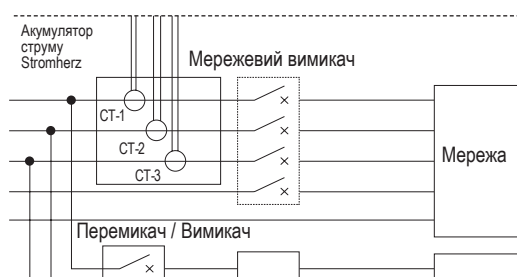 Акумулятор
струму
Stromherz
Мережевий вимикач
CT-1
CT-2
CT-3
Мережа
Перемикач / Вимикач